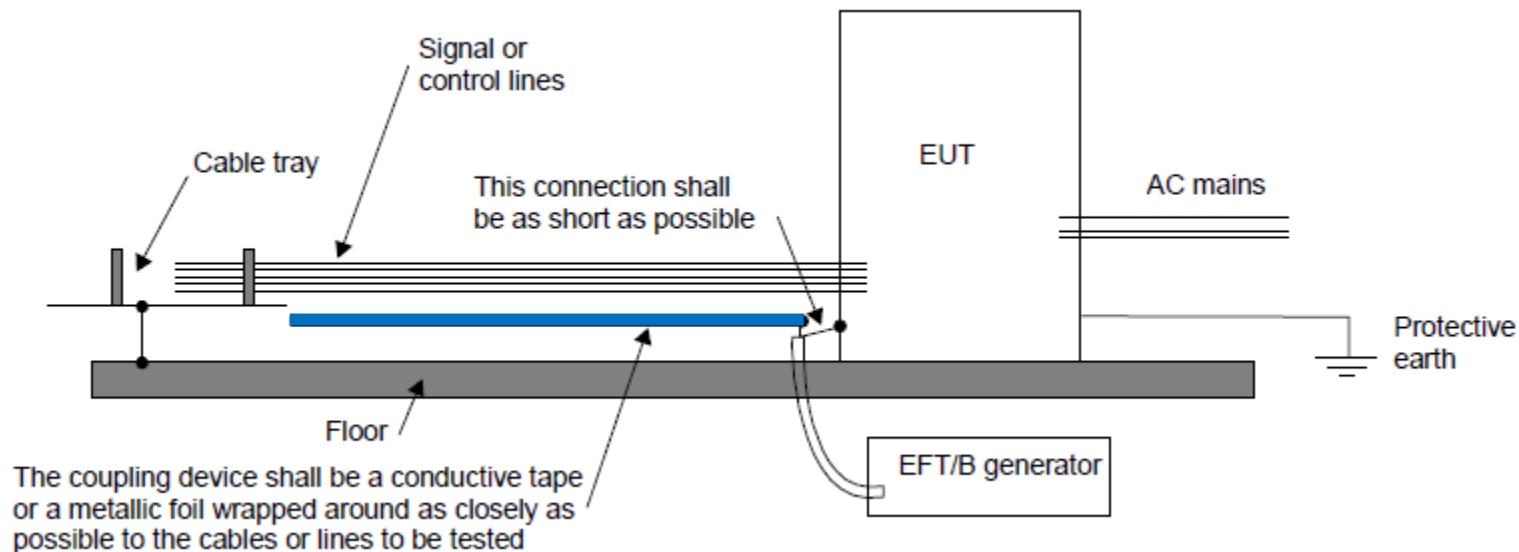 Signal or
control lines
Cable tray
This connection shall
be as short as possible
EUT
AC mains
Protective
earth
Floor
The coupling device shall be a conductive tape
or a metallic foil wrapped around as closely as
possible to the cables or lines to be tested
EFT/B generator